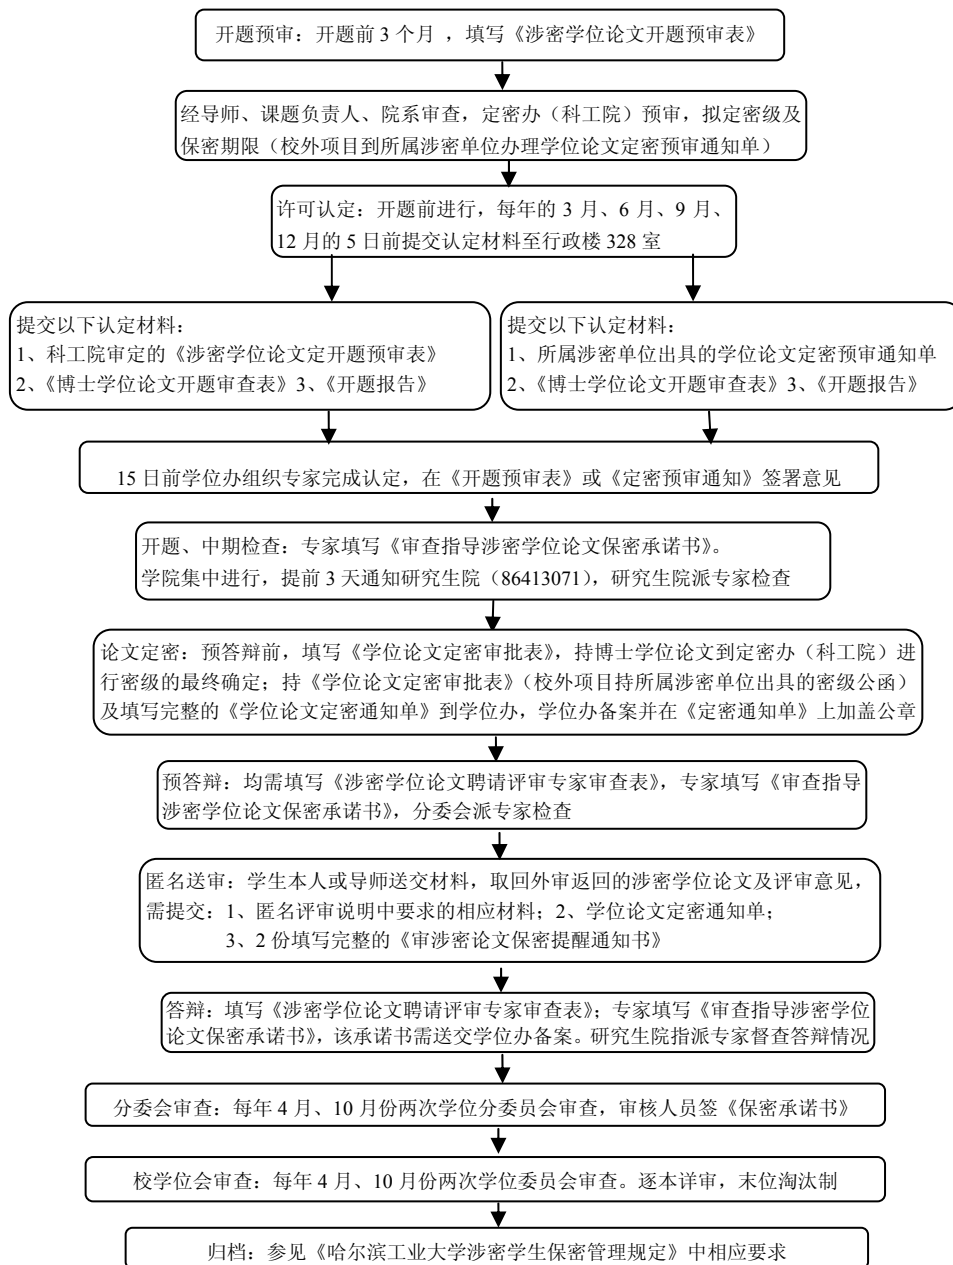 开题预审：开题前 3 个月 ，填写《涉密学位论文开题预审表》
经导师、课题负责人、院系审查，定密办（科工院）预审，拟定密级及
保密期限（校外项目到所属涉密单位办理学位论文定密预审通知单）
许可认定：开题前进行，每年的 3 月、6 月、9 月、
12 月的 5 日前提交认定材料至行政楼 328 室
提交以下认定材料：
1、科工院审定的《涉密学位论文定开题预审表》
2、《博士学位论文开题审查表》3、《开题报告》
提交以下认定材料：
1、所属涉密单位出具的学位论文定密预审通知单
2、《博士学位论文开题审查表》3、《开题报告》
15 日前学位办组织专家完成认定，在《开题预审表》或《定密预审通知》签署意见
开题、中期检查：专家填写《审查指导涉密学位论文保密承诺书》。
学院集中进行，提前 3 天通知研究生院（86413071），研究生院派专家检查
论文定密：预答辩前，填写《学位论文定密审批表》，持博士学位论文到定密办（科工院）进
行密级的最终确定；持《学位论文定密审批表》（校外项目持所属涉密单位出具的密级公函）
及填写完整的《学位论文定密通知单》到学位办，学位办备案并在《定密通知单》上加盖公章
预答辩：均需填写《涉密学位论文聘请评审专家审查表》，专家填写《审查指导
涉密学位论文保密承诺书》，分委会派专家检查
匿名送审：学生本人或导师送交材料，取回外审返回的涉密学位论文及评审意见，
需提交：1、匿名评审说明中要求的相应材料；2、学位论文定密通知单；
3、2 份填写完整的《审涉密论文保密提醒通知书》
答辩：填写《涉密学位论文聘请评审专家审查表》；专家填写《审查指导涉密学位
论文保密承诺书》，该承诺书需送交学位办备案。研究生院指派专家督查答辩情况
分委会审查：每年 4 月、10 月份两次学位分委员会审查，审核人员签《保密承诺书》
校学位会审查：每年 4 月、10 月份两次学位委员会审查。逐本详审，末位淘汰制
归档：参见《哈尔滨工业大学涉密学生保密管理规定》中相应要求